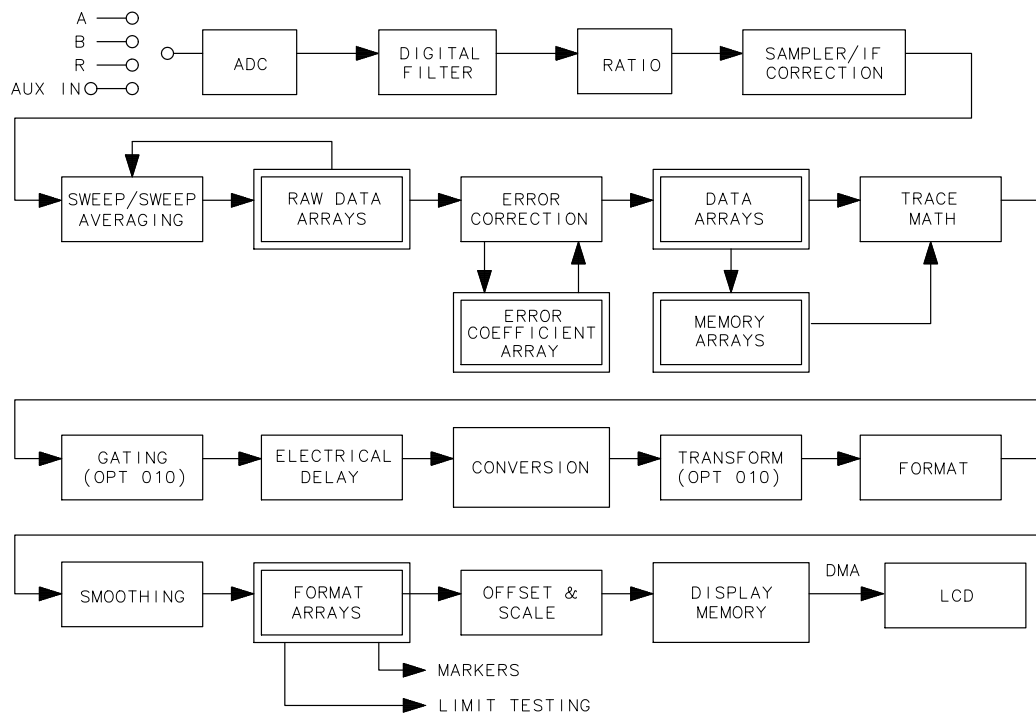 A
B
R
AUX IN
ADC
DIGITAL
FILTER
RATIO
SAMPLER/IF
CORRECTION
SWEEP/SWEEP
AVERAGING
RAW DATA
ARRAYS
ERROR
CORRECTION
DATA
ARRAYS
TRACE
MATH
ERROR
COEFFICIENT
ARRAY
MEMORY
ARRAYS
GATING
(OPT 010)
ELECTRICAL
DELAY
CONVERSION
TRANSFORM
(OPT 010)
FORMAT
SMOOTHING
FORMAT
ARRAYS
OFFSET &
SCALE
DISPLAY
MEMORY
DMA
LCD
MARKERS
LIMIT TESTING